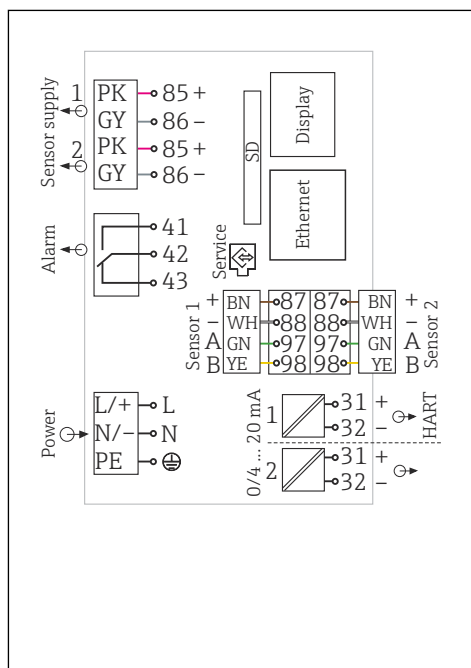 Sensor supply
1
PK
85 +
GY
86 −
2
PK
85 +
GY
86 −
Display
SD
Ethernet
Alarm
41
42
43
Service
Sensor 1
+ BN 87 87 BN +
− WH 88 88 WH −
A GN 97 97 GN A
B YE 98 98 YE B
Sensor 2
Power
L/+ L
N/− N
PE
0/4 ... 20 mA
1
31 +
32 −
HART
2
31 +
32 −